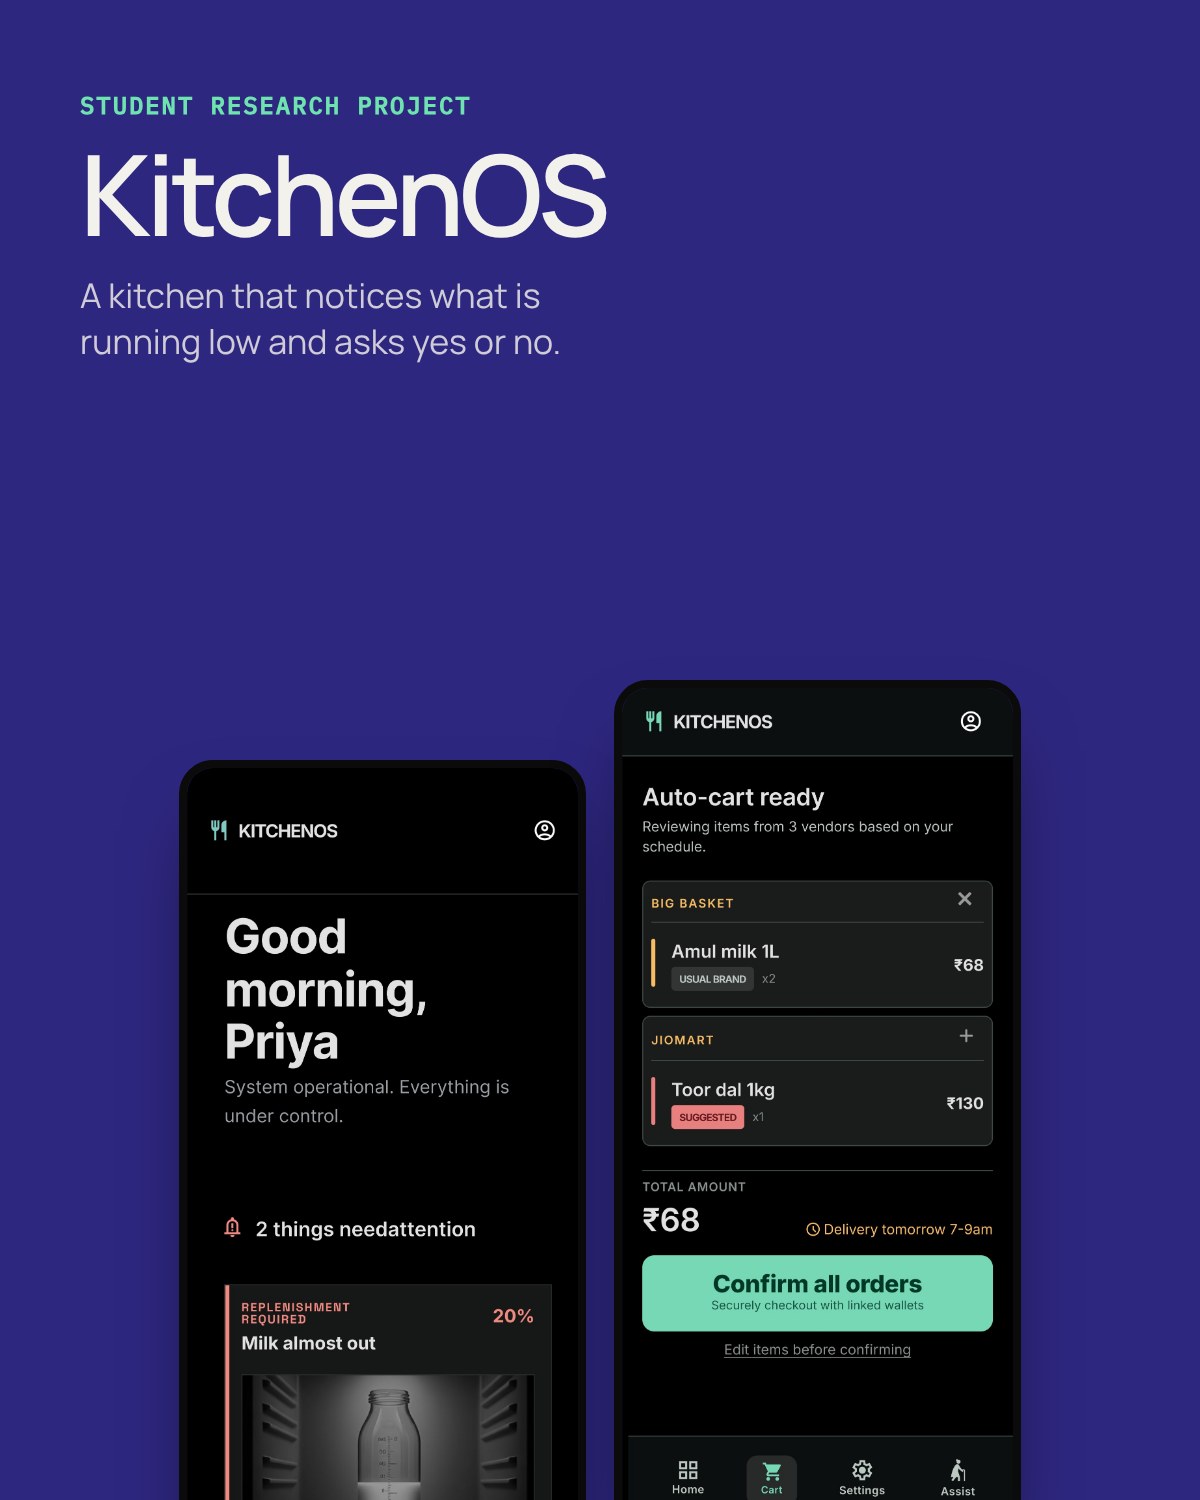 STUDENT RESEARCH PROJECT
KitchenOS
A kitchen that notices what is
running low and asks yes or no.
KITCHENOS
Good
morning,
Priya
System operational. Everything is
under control.
2 things needattention
REPLENISHMENT
REQUIRED
20%
Milk almost out
KITCHENOS
Auto-cart ready
Reviewing items from 3 vendors based on your
schedule.
BIG BASKET
Amul milk 1L
USUAL BRAND x2
₹68
JIOMART
Toor dal 1kg
SUGGESTED x1
₹130
TOTAL AMOUNT
₹68
Delivery tomorrow 7-9am
Confirm all orders
Securely checkout with linked wallets
Edit items before confirming
Home Cart Settings Assist